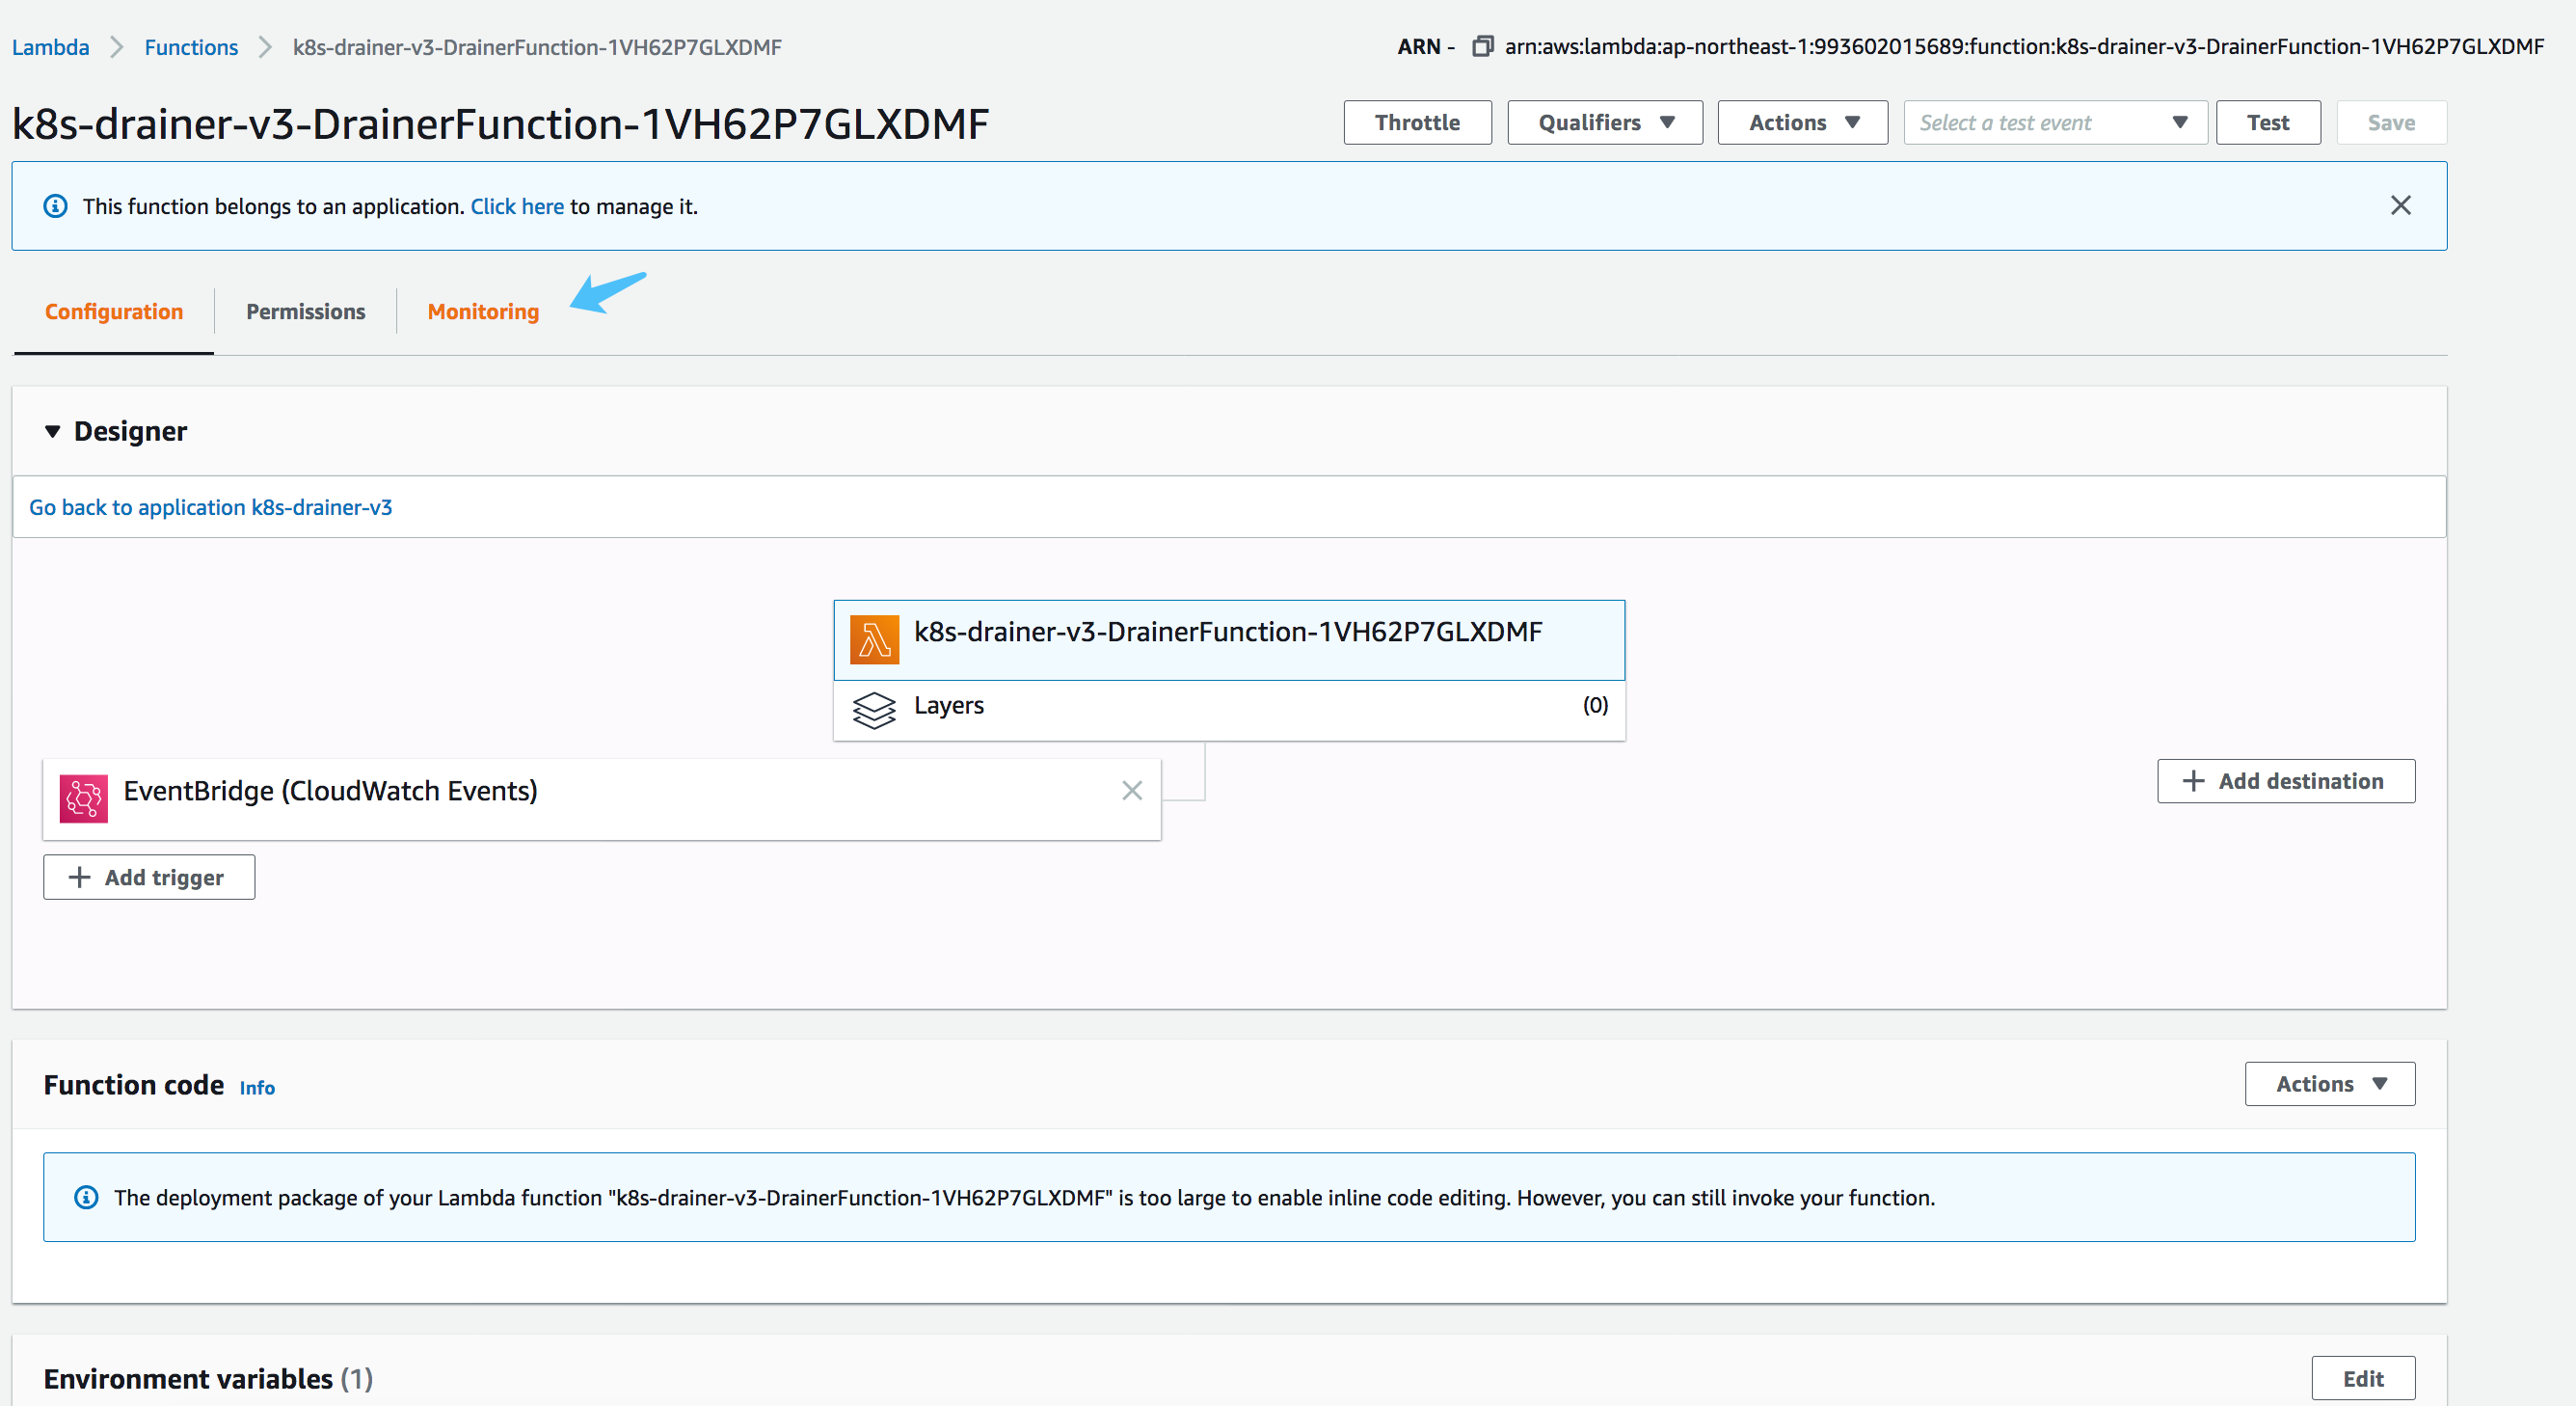 Lambda > Functions > k8s-drainer-v3-DrainerFunction-1VH62P7GLXDMF
ARN - arn:aws:lambda:ap-northeast-1:993602015689:function:k8s-drainer-v3-DrainerFunction-1VH62P7GLXDMF
k8s-drainer-v3-DrainerFunction-1VH62P7GLXDMF
Throttle Qualifiers Actions Select a test event Test Save
This function belongs to an application. Click here to manage it.
Configuration Permissions Monitoring
Designer
Go back to application k8s-drainer-v3
k8s-drainer-v3-DrainerFunction-1VH62P7GLXDMF
Layers (0)
EventBridge (CloudWatch Events)
+ Add destination
+ Add trigger
Function code Info
Actions
The deployment package of your Lambda function "k8s-drainer-v3-DrainerFunction-1VH62P7GLXDMF" is too large to enable inline code editing. However, you can still invoke your function.
Environment variables (1)
Edit